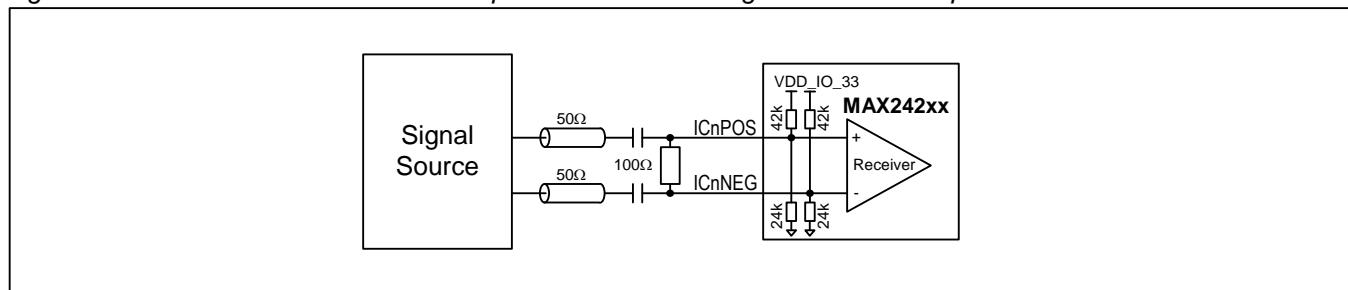 VDD_IO_33
MAX242xx
42k
42k
Signal
Source
50Ω
ICnPOS
+
100Ω
Receiver
50Ω
ICnNEG
-
24k
24k